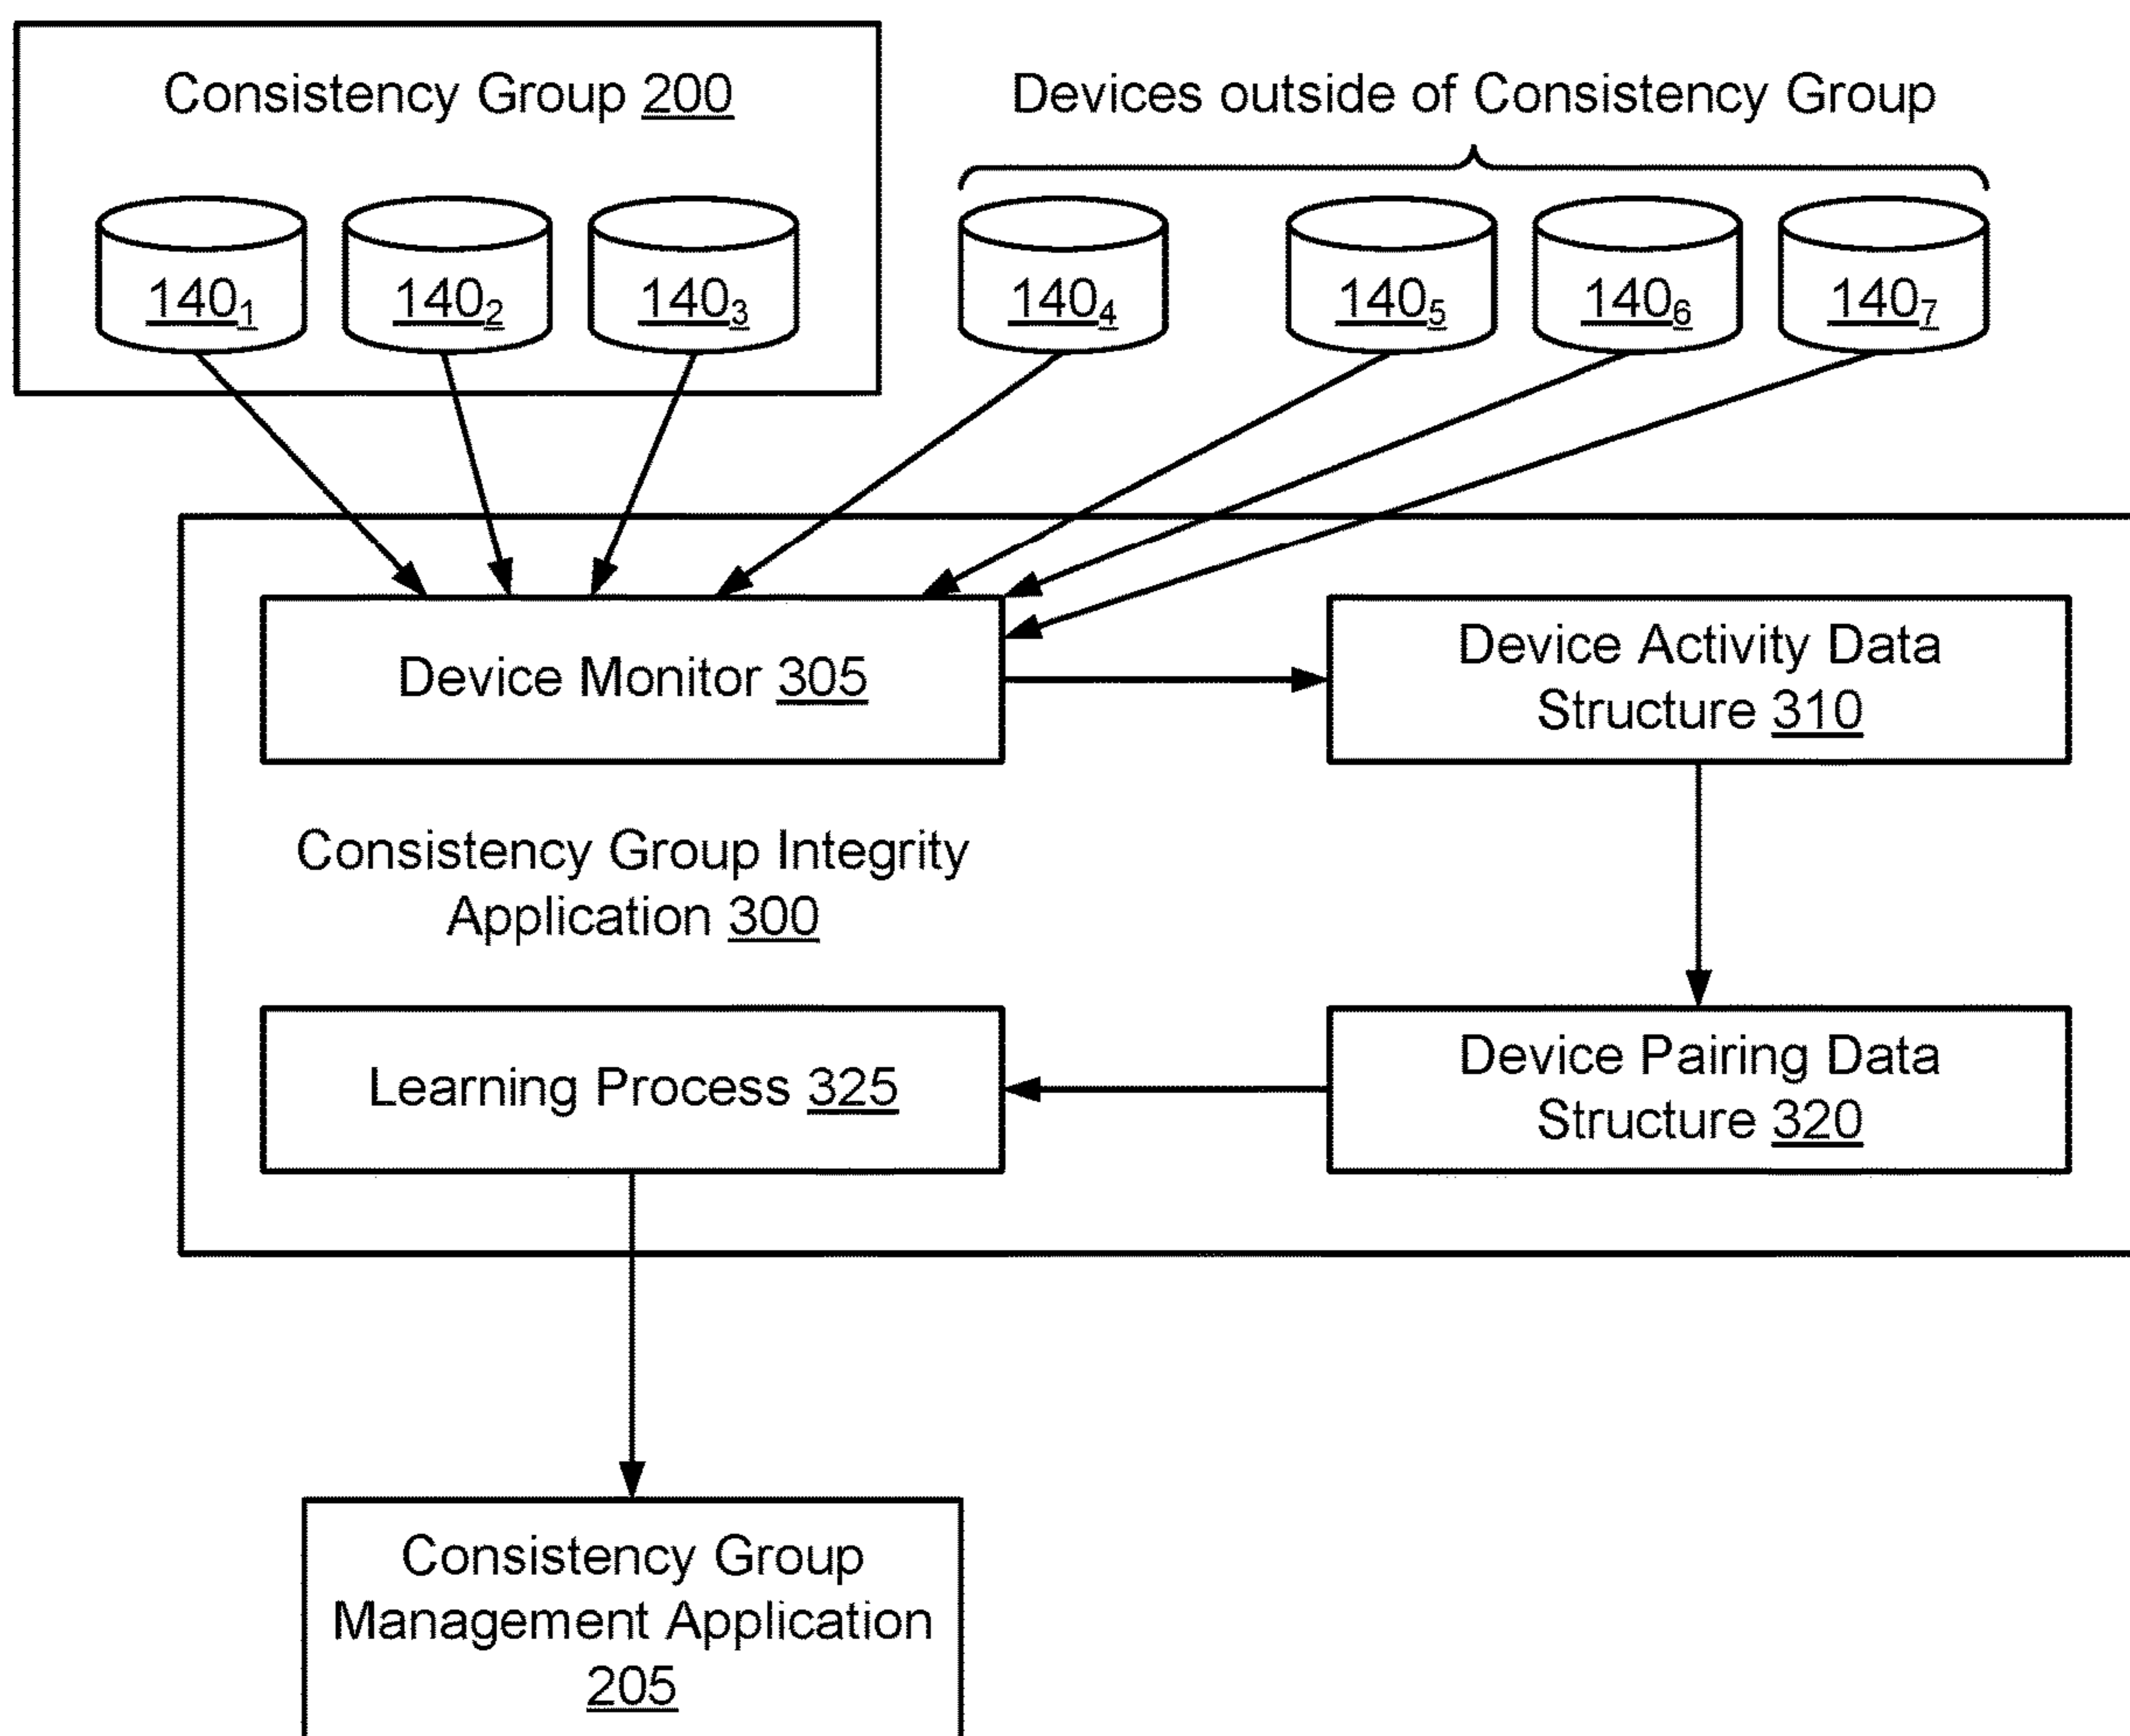 Consistency Group 200
Devices outside of Consistency Group
140₁
140₂
140₃
140₄
140₅
140₆
140₇
Device Monitor 305
Device Activity Data
Structure 310
Consistency Group Integrity
Application 300
Learning Process 325
Device Pairing Data
Structure 320
Consistency Group
Management Application
205